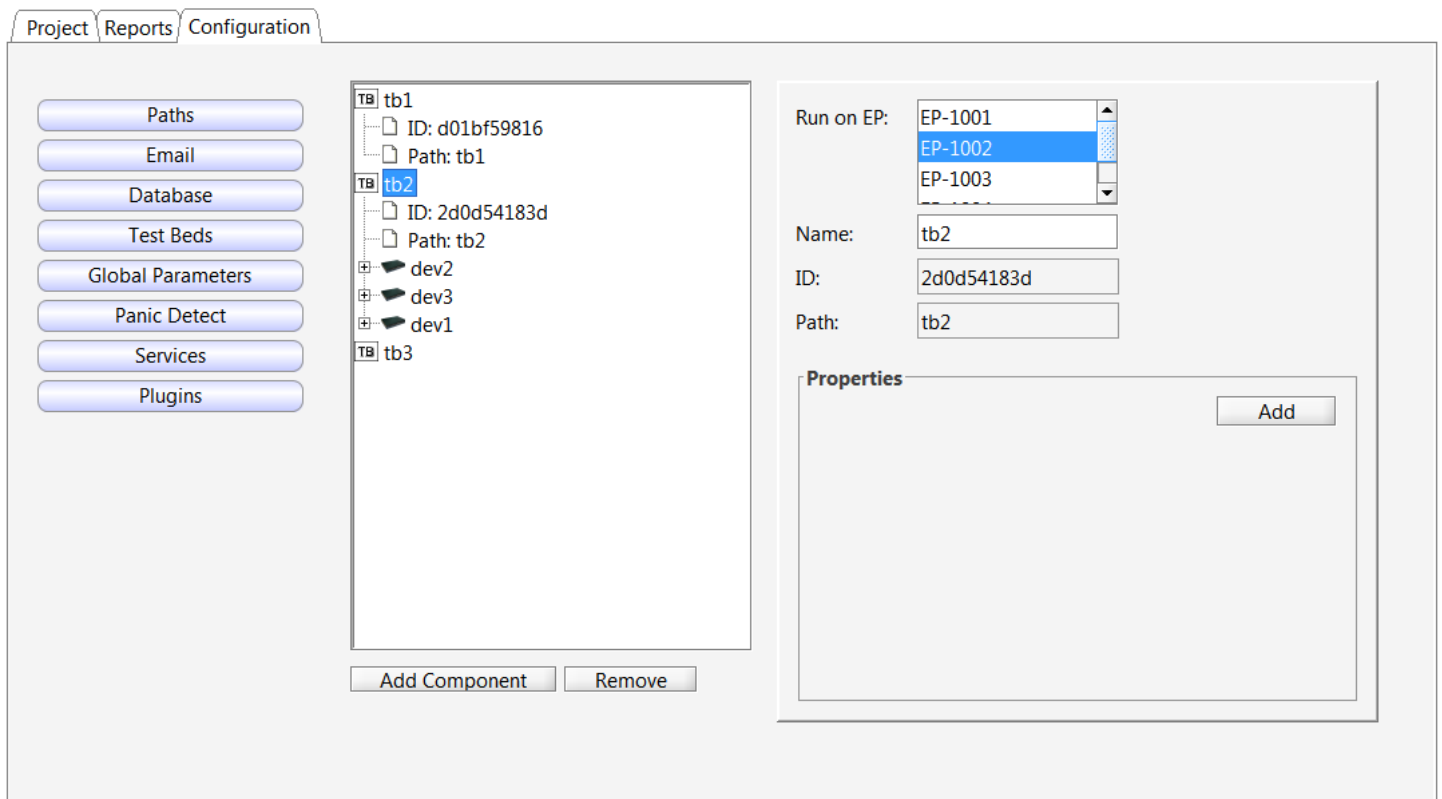 Project Reports Configuration
Paths
Email
Database
Test Beds
Global Parameters
Panic Detect
Services
Plugins
TB tb1
ID: d01bf59816
Path: tb1
TB tb2
ID: 2d0d54183d
Path: tb2
dev2
dev3
dev1
TB tb3
Add Component Remove
Run on EP: EP-1001
EP-1002
EP-1003
Name: tb2
ID: 2d0d54183d
Path: tb2
Properties
Add